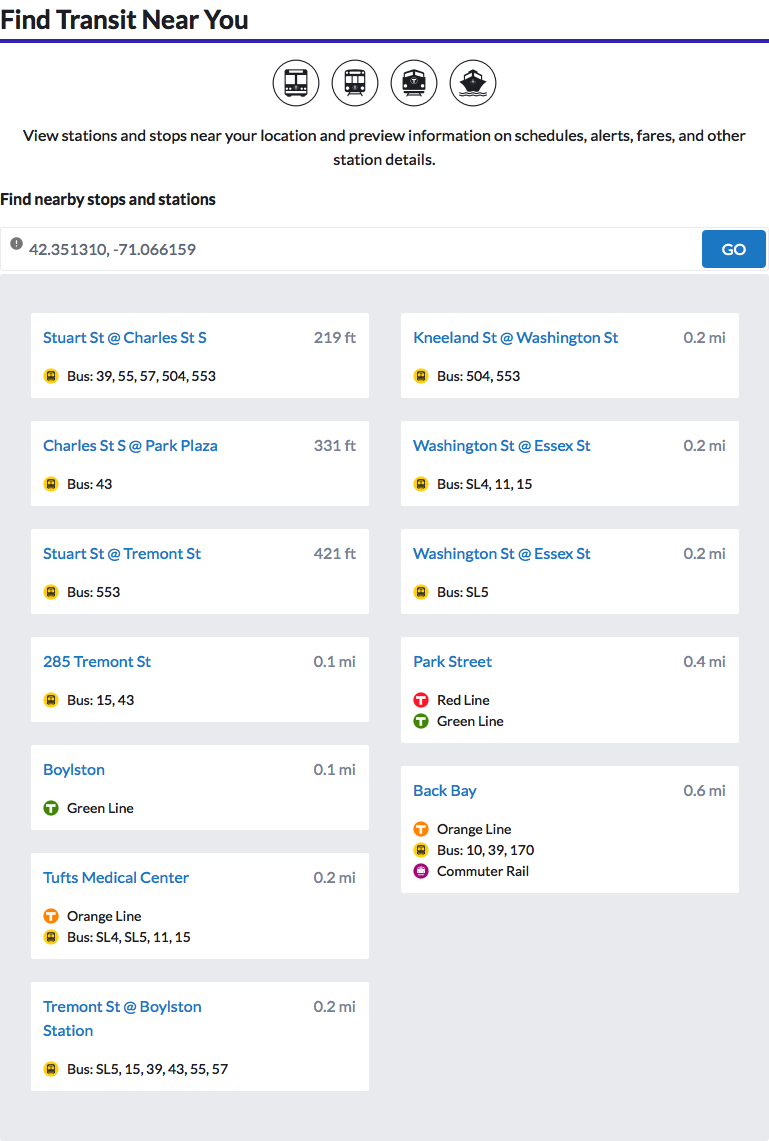 Find Transit Near You
View stations and stops near your location and preview information on schedules, alerts, fares, and other
station details.
Find nearby stops and stations
42.351310, -71.066159
GO
Stuart St @ Charles St S 219 ft
Bus: 39, 55, 57, 504, 553
Charles St S @ Park Plaza 331 ft
Bus: 43
Stuart St @ Tremont St 421 ft
Bus: 553
285 Tremont St 0.1 mi
Bus: 15, 43
Boylston 0.1 mi
T Green Line
Tufts Medical Center 0.2 mi
T Orange Line
Bus: SL4, SL5, 11, 15
Tremont St @ Boylston 0.2 mi
Station
Bus: SL5, 15, 39, 43, 55, 57
Kneeland St @ Washington St 0.2 mi
Bus: 504, 553
Washington St @ Essex St 0.2 mi
Bus: SL4, 11, 15
Washington St @ Essex St 0.2 mi
Bus: SL5
Park Street 0.4 mi
T Red Line
T Green Line
Back Bay 0.6 mi
T Orange Line
Bus: 10, 39, 170
Commuter Rail